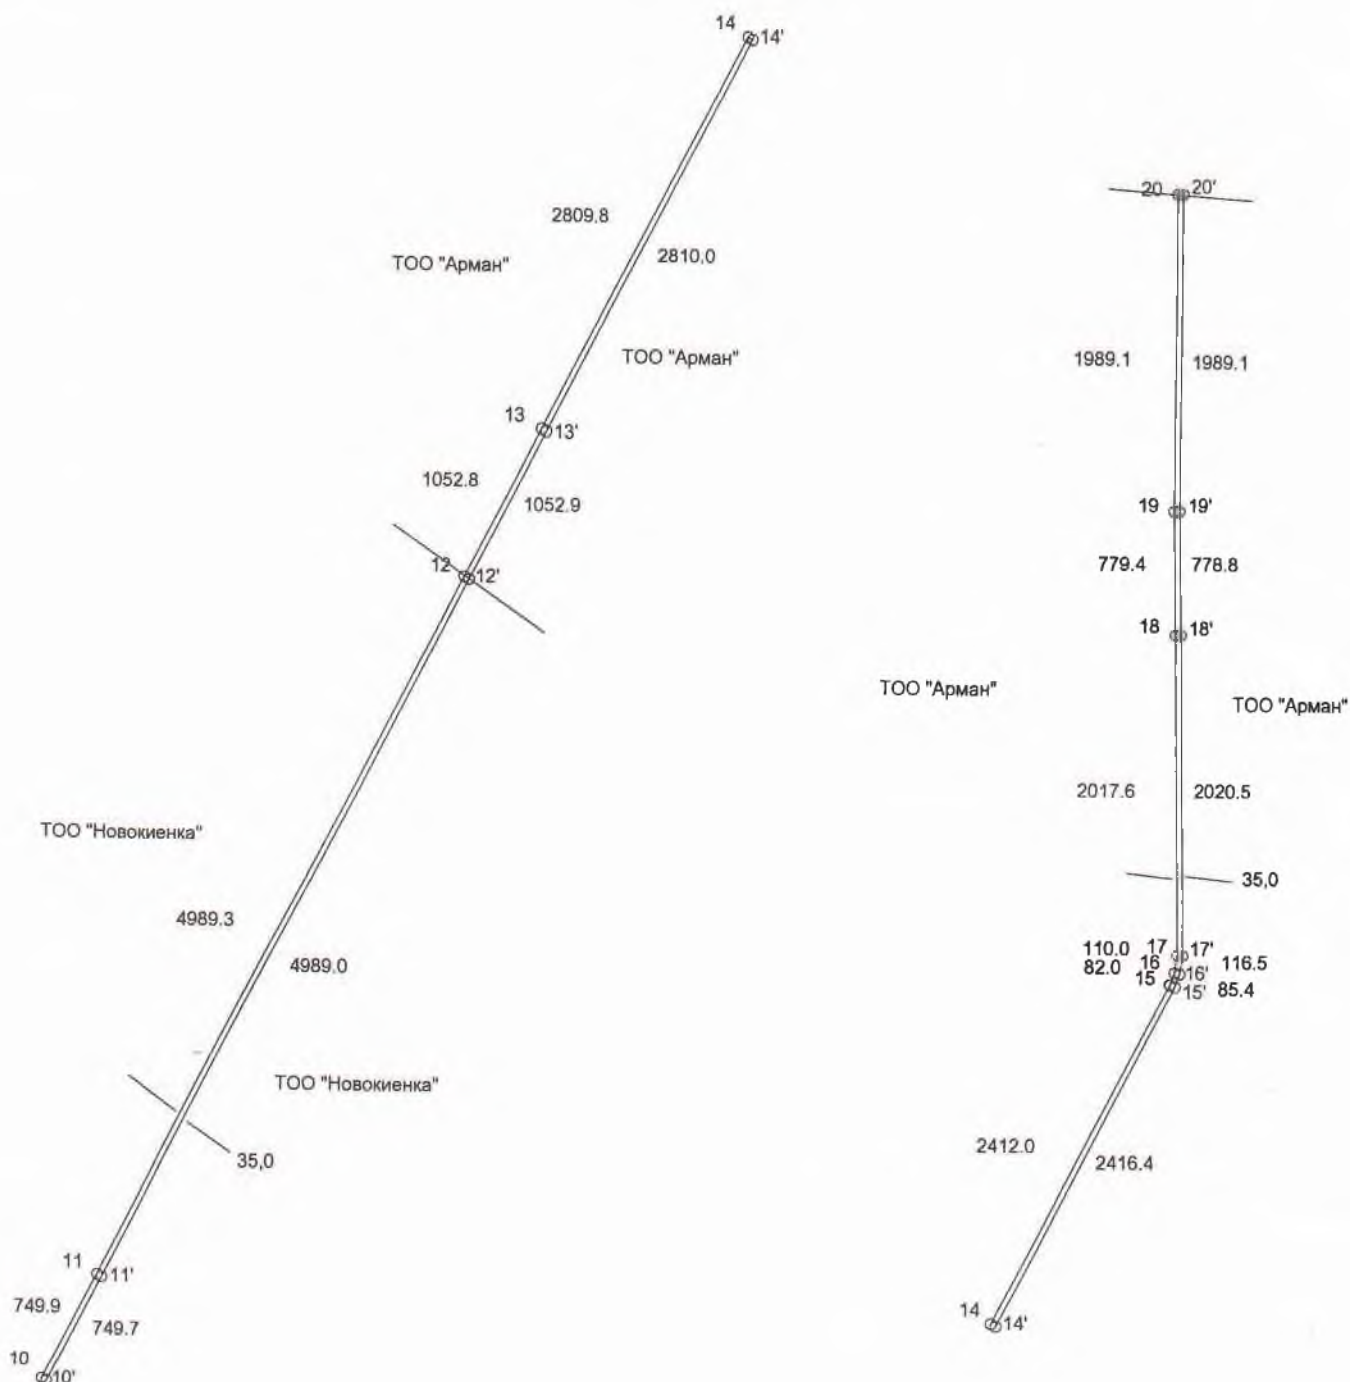 14 14'
2809.8
2810,0
ТОО "Арман"
ТОО "Арман"
13 13'
1052.8
1052.9
12 12'
ТОО "Новокиенка"
4989.3
4989.0
ТОО "Новокиенка"
35,0
11 11'
749.9
749.7
10 10'
20 20'
1989.1 1989.1
19 19'
779.4 778.8
18 18'
ТОО "Арман"
ТОО "Арман"
2017.6 2020.5
35,0
110.0 17 17' 116.5
82.0 16 16'
15 15' 85.4
2412.0
2416.4
14 14'